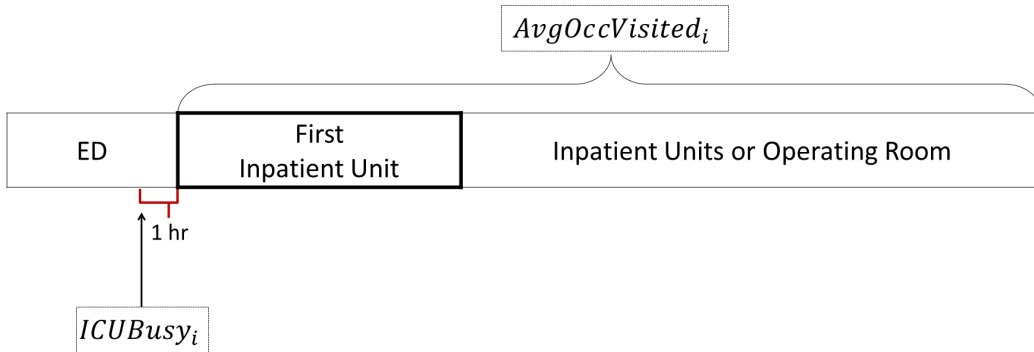 AvgOccVisited_i
ED
First
Inpatient Unit
Inpatient Units or Operating Room
1 hr
ICUBusy_i